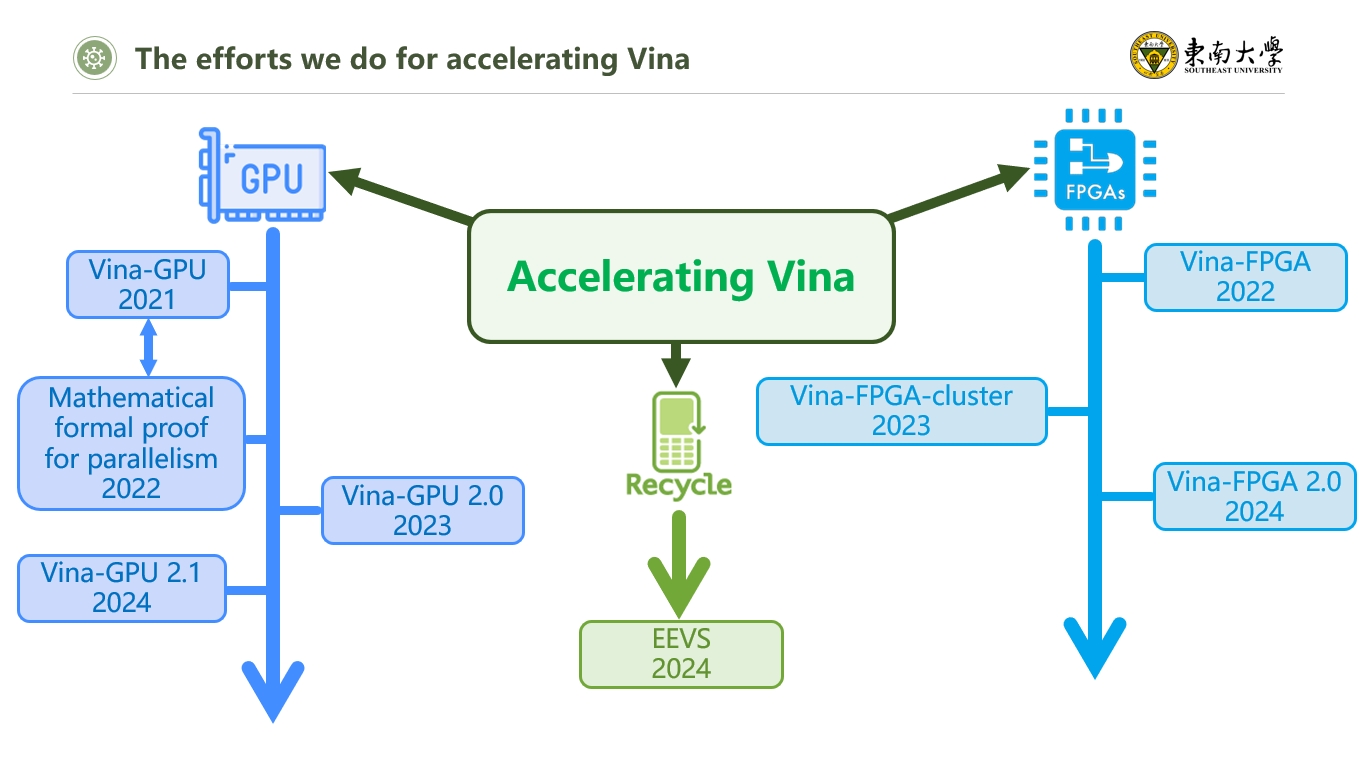 The efforts we do for accelerating Vina
東南大學
SOUTHEAST UNIVERSITY
GPU
FPGAs
Accelerating Vina
Vina-GPU
2021
Mathematical
formal proof
for parallelism
2022
Vina-GPU 2.0
2023
Vina-GPU 2.1
2024
Recycle
EEVS
2024
Vina-FPGA
2022
Vina-FPGA-cluster
2023
Vina-FPGA 2.0
2024